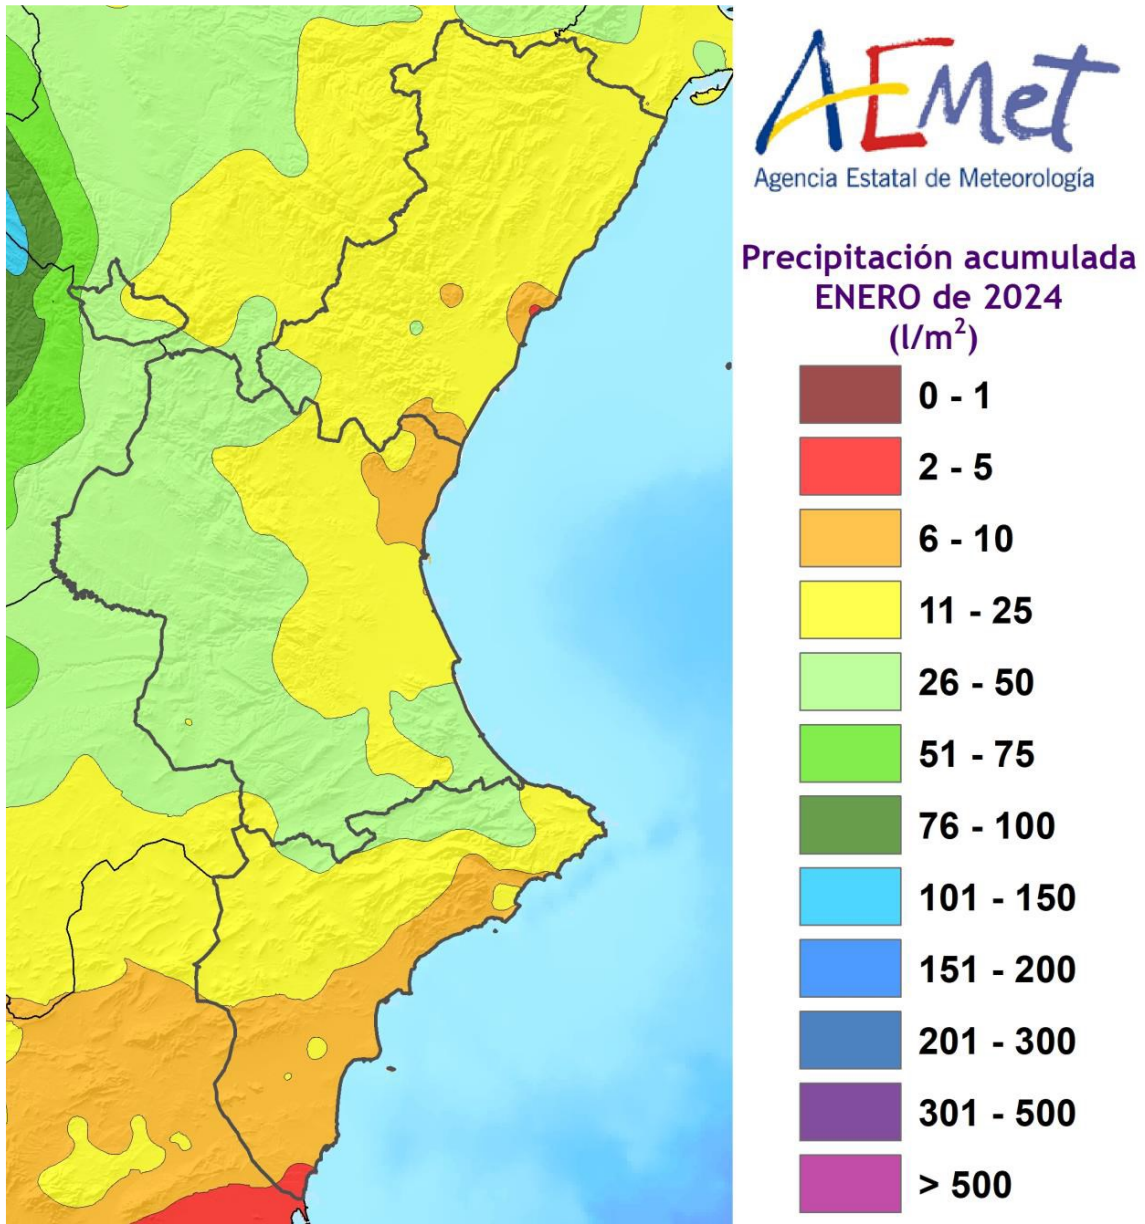 AEMet
Agencia Estatal de Meteorología
Precipitación acumulada
ENERO de 2024
(l/m²)
0 - 1
2 - 5
6 - 10
11 - 25
26 - 50
51 - 75
76 - 100
101 - 150
151 - 200
201 - 300
301 - 500
> 500